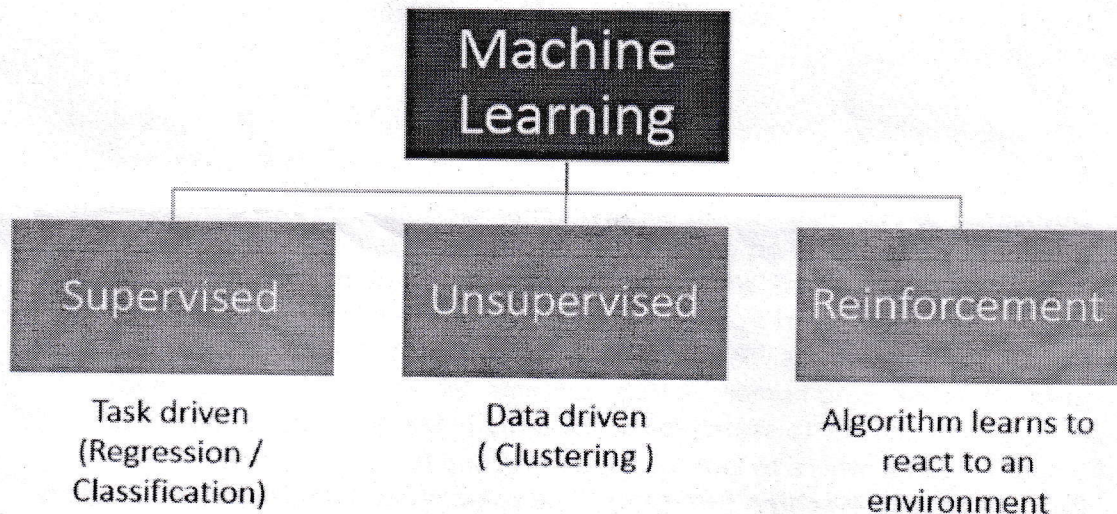 Machine
Learning
Supervised
Unsupervised
Reinforcement
Task driven
(Regression /
Classification)
Data driven
( Clustering )
Algorithm learns to
react to an
environment